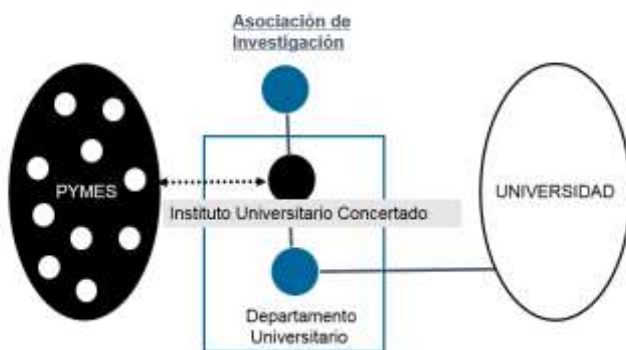 Asociación de
Investigación
PYMES
UNIVERSIDAD
Instituto Universitario Concertado
Departamento
Universitario